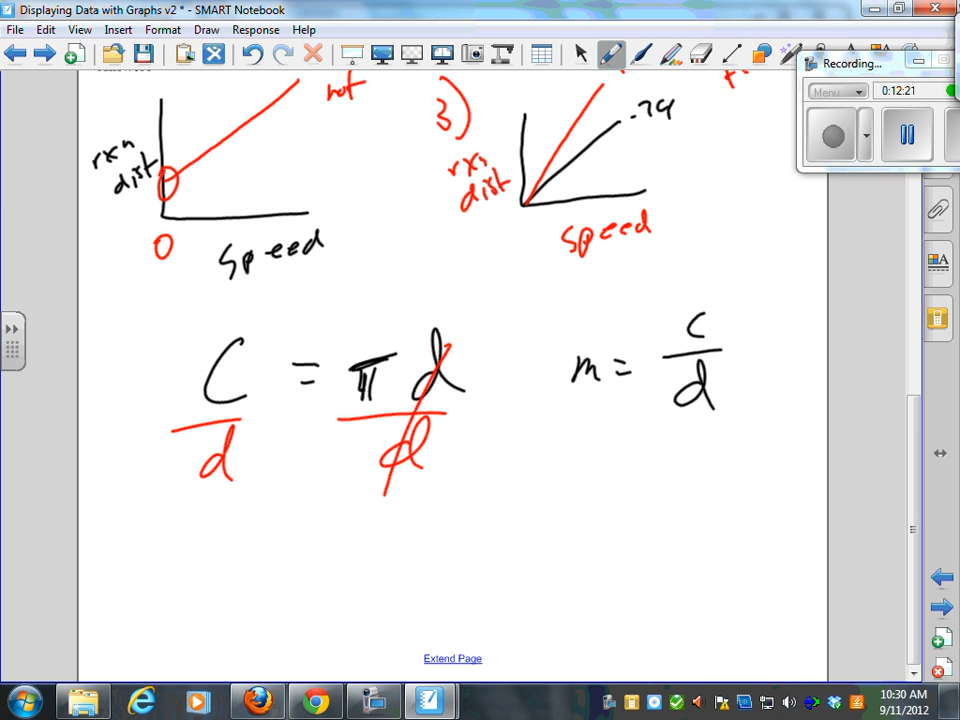 Displaying Data with Graphs v2 * - SMART Notebook
File Edit View Insert Format Draw Response Help
Recording...
Menu 0:12:21
not
3)
.74
rxn
dist
rxn
dist
0
speed
speed
C = π d
d d
m = c
d
Extend Page
10:30 AM
9/11/2012